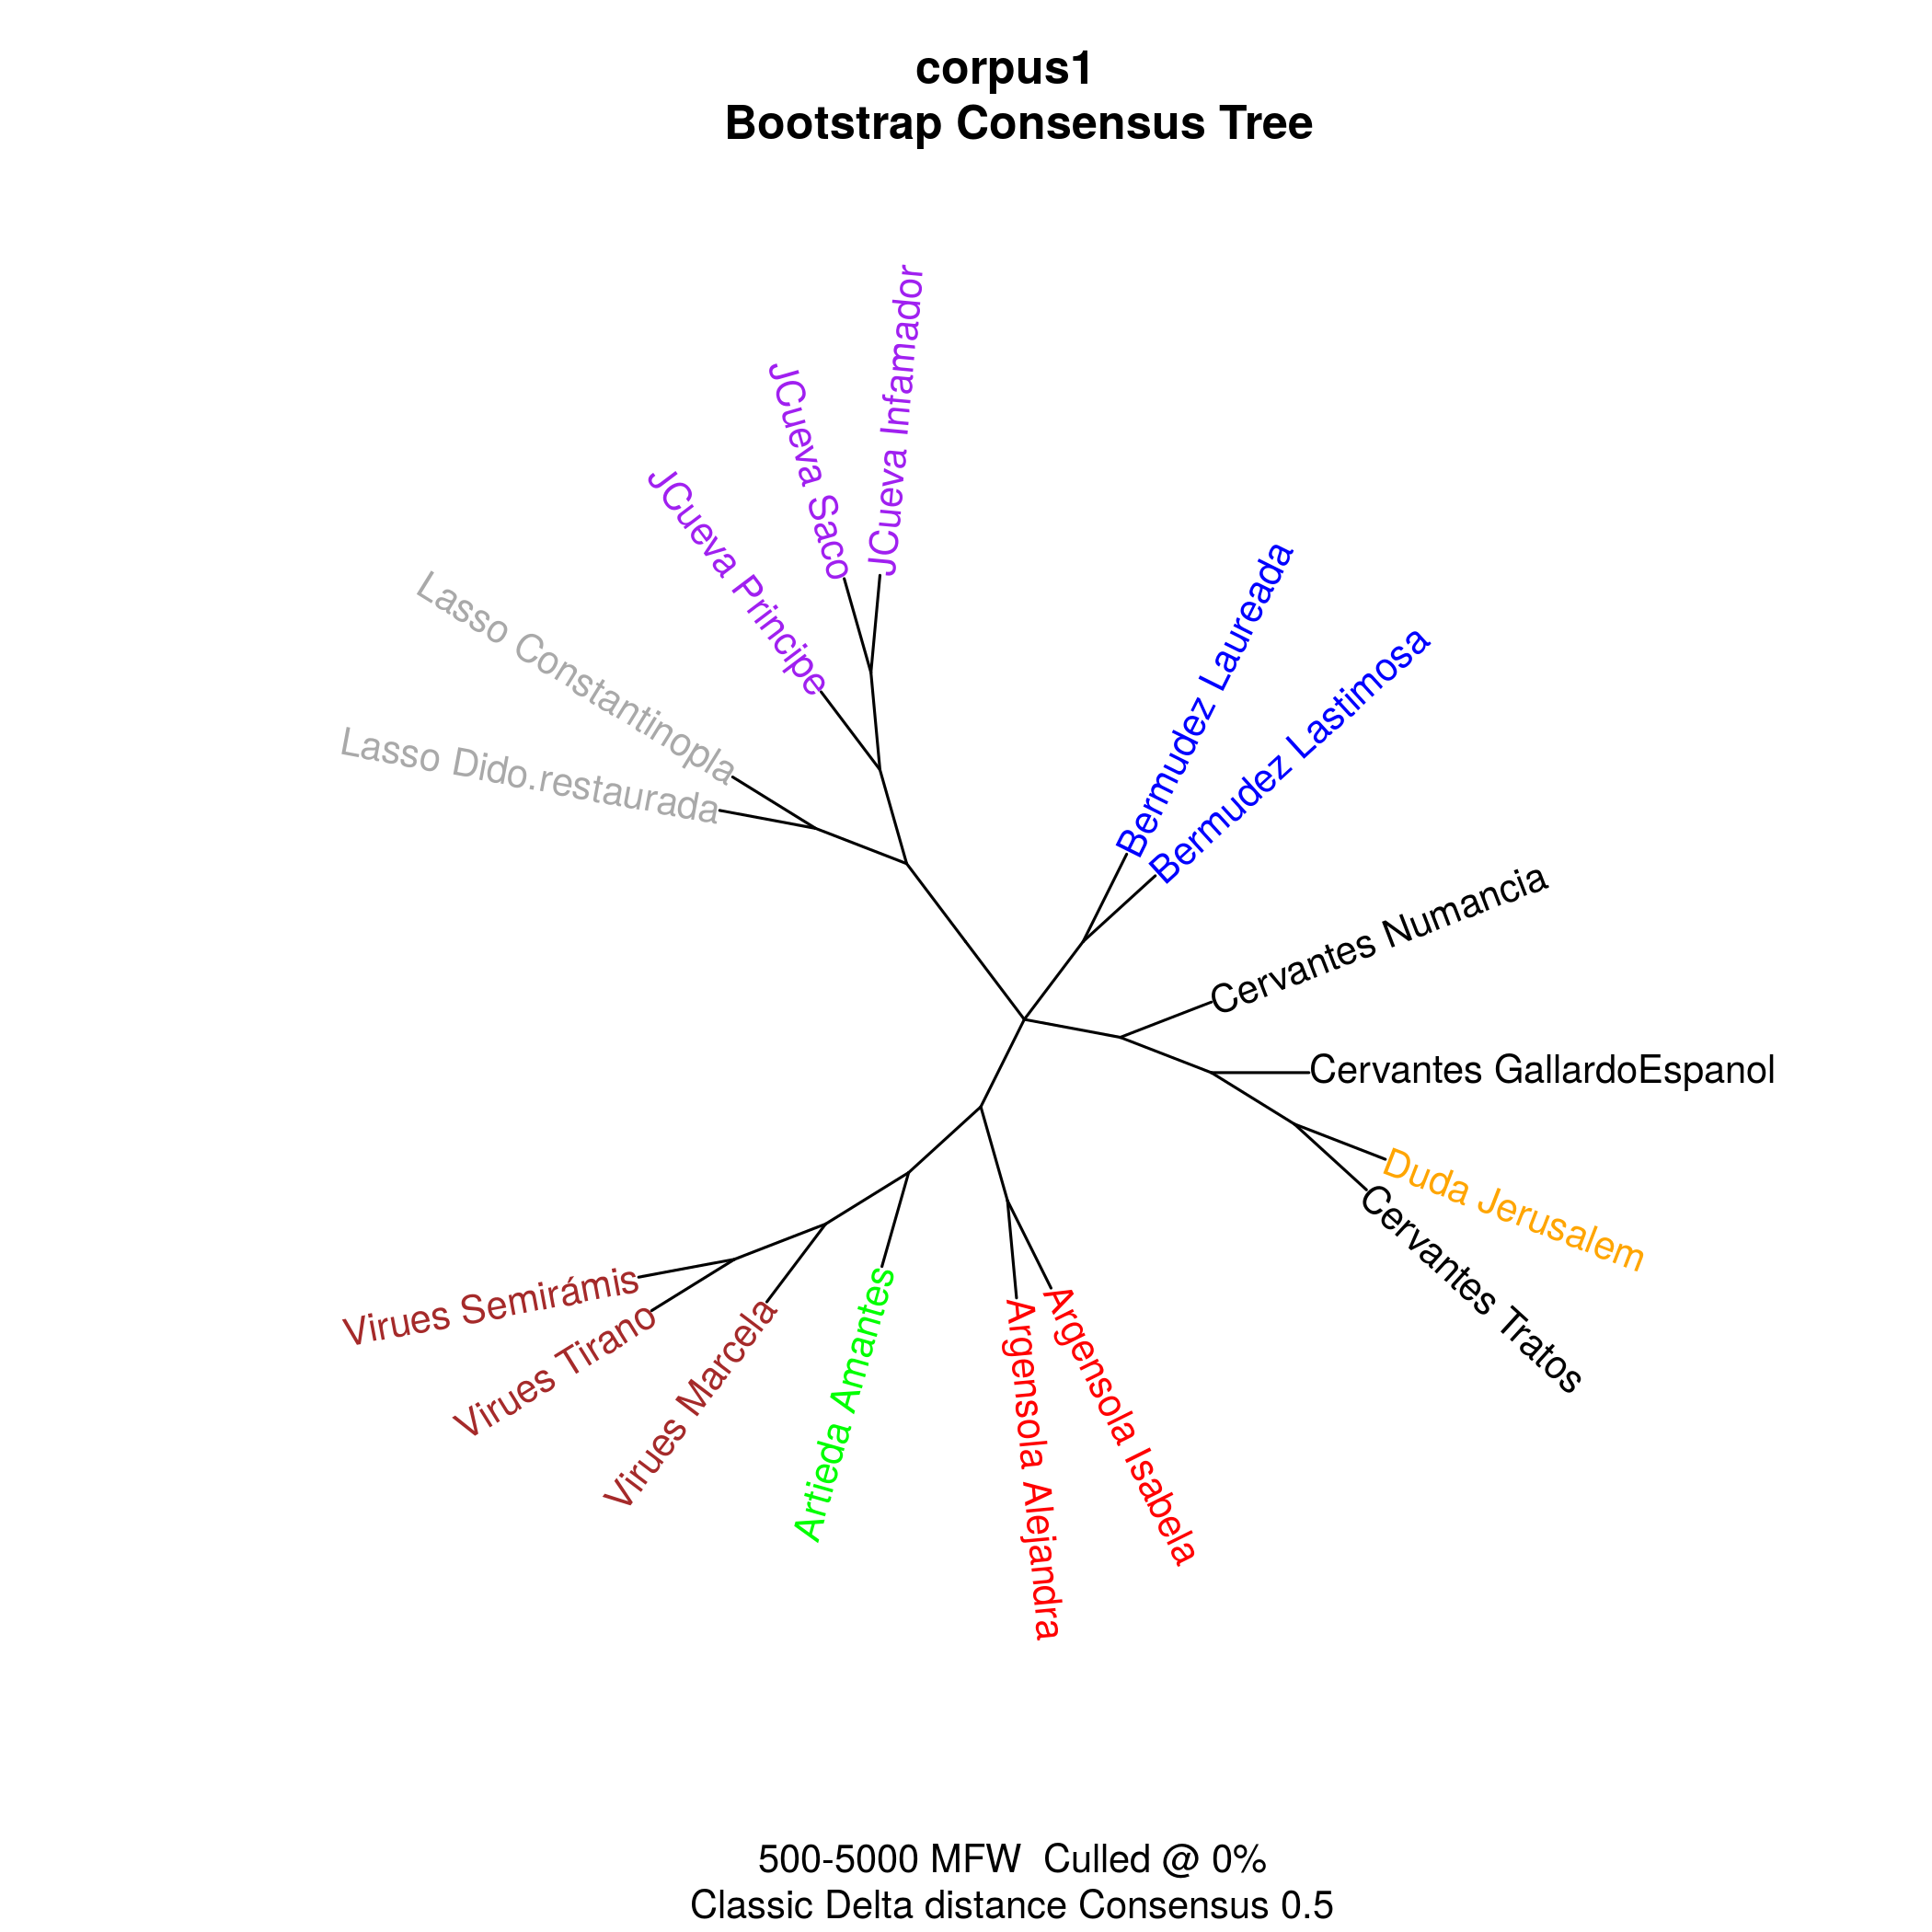 corpus1
Bootstrap Consensus Tree
JCueva Infamador
JCueva Saco
JCueva Principe
Lasso Constantinopla
Lasso Dido.restaurada
Bermudez Laureada
Bermudez Lastimosa
Cervantes Numancia
Cervantes GallardoEspanol
Duda Jerusalem
Cervantes Tratos
Virues Semirámis
Virues Tirano
Virues Marcela
Artieda Amantes
Argensola Alejandra
Argensola Isabela
500-5000 MFW  Culled @ 0%
Classic Delta distance Consensus 0.5